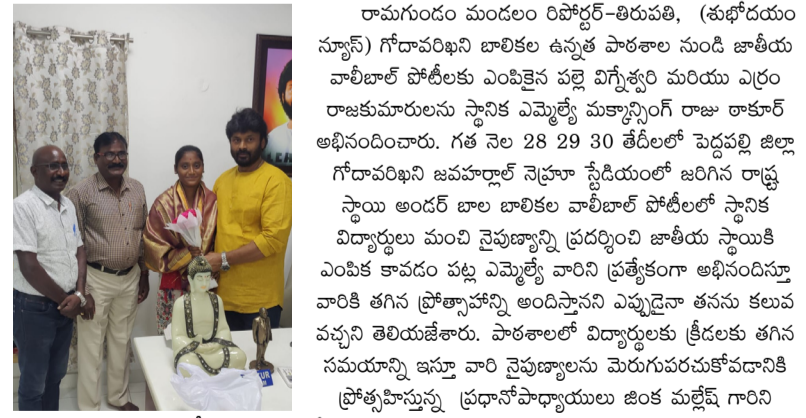 రామగుండం మండలం రిపోర్టర్-తిరుపతి, (శుభోదయం
న్యూస్) గోదావరిఖని బాలికల ఉన్నత పాఠశాల నుండి జాతీయ
వాలీబాల్ పోటీలకు ఎంపికైన పల్లె విగ్నేశ్వరి మరియు ఎర్రం
రాజకుమారులను స్థానిక ఎమ్మెల్యే మక్కాన్సింగ్ రాజు ఠాకూర్
అభినందించారు. గత నెల 28 29 30 తేదీలలో పెద్దపల్లి జిల్లా
గోదావరిఖని జవహర్లాల్ నెహ్రూ స్టేడియంలో జరిగిన రాష్ట్ర
స్థాయి అండర్ బాల బాలికల వాలీబాల్ పోటీలలో స్థానిక
విద్యార్థులు మంచి నైపుణ్యాన్ని ప్రదర్శించి జాతీయ స్థాయికి
ఎంపిక కావడం పట్ల ఎమ్మెల్యే వారిని ప్రత్యేకంగా అభినందిస్తూ
వారికి తగిన ప్రోత్సాహాన్ని అందిస్తానని ఎప్పుడైనా తనను కలువ
వచ్చని తెలియజేశారు. పాఠశాలలో విద్యార్థులకు క్రీడలకు తగిన
సమయాన్ని ఇస్తూ వారి నైపుణ్యాలను మెరుగుపరచుకోవడానికి
ప్రోత్సహిస్తున్న ప్రధానోపాధ్యాయులు జింక మల్లేష్ గారిని